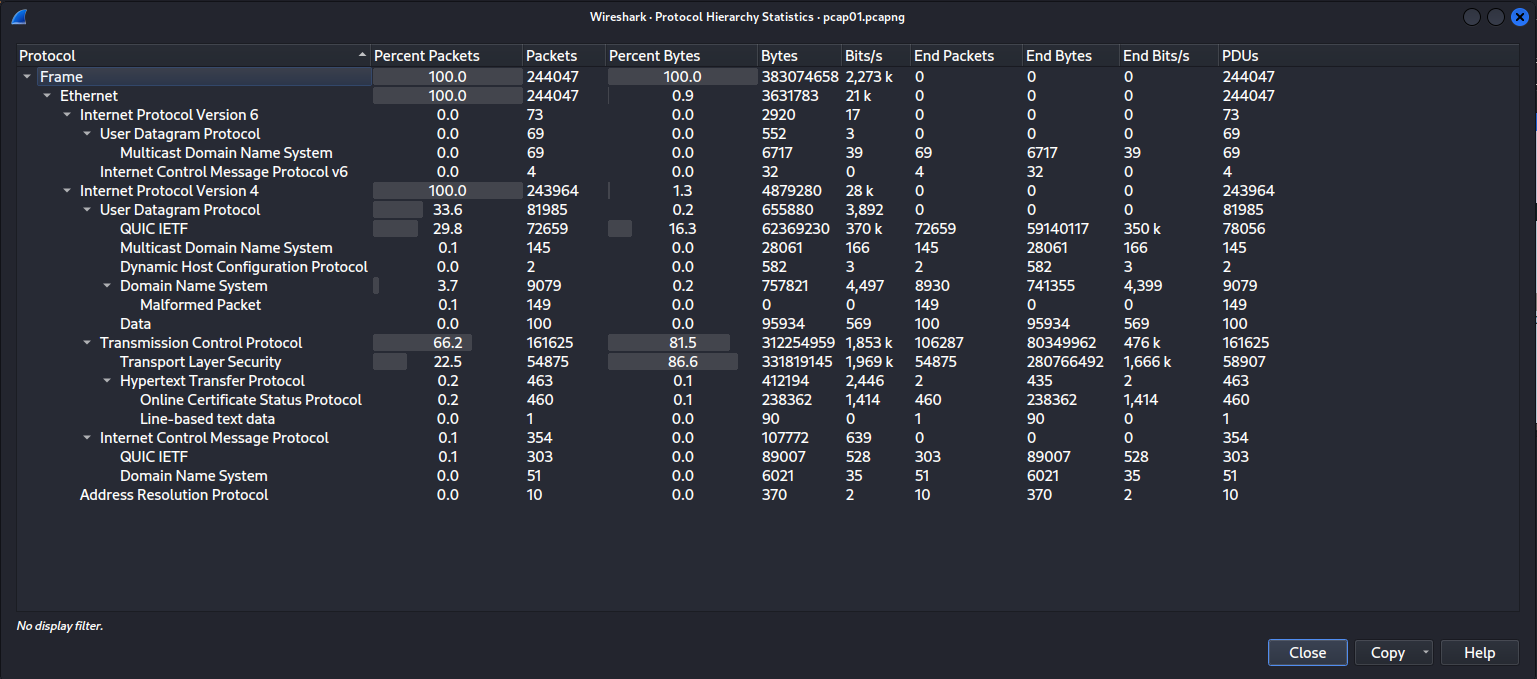 Wireshark · Protocol Hierarchy Statistics · pcap01.pcapng
Protocol Percent Packets Packets Percent Bytes Bytes Bits/s End Packets End Bytes End Bits/s PDUs
Frame 100.0 244047 100.0 383074658 2,273 k 0 0 0 244047
Ethernet 100.0 244047 0.9 3631783 21 k 0 0 0 244047
Internet Protocol Version 6 0.0 73 0.0 2920 17 0 0 0 73
User Datagram Protocol 0.0 69 0.0 552 3 0 0 0 69
Multicast Domain Name System 0.0 69 0.0 6717 39 69 6717 39 69
Internet Control Message Protocol v6 0.0 4 0.0 32 0 4 32 0 4
Internet Protocol Version 4 100.0 243964 1.3 4879280 28 k 0 0 0 243964
User Datagram Protocol 33.6 81985 0.2 655880 3,892 0 0 0 81985
QUIC IETF 29.8 72659 16.3 62369230 370 k 72659 59140117 350 k 78056
Multicast Domain Name System 0.1 145 0.0 28061 166 145 28061 166 145
Dynamic Host Configuration Protocol 0.0 2 0.0 582 3 2 582 3 2
Domain Name System 3.7 9079 0.2 757821 4,497 8930 741355 4,399 9079
Malformed Packet 0.1 149 0.0 0 0 149 0 0 149
Data 0.0 100 0.0 95934 569 100 95934 569 100
Transmission Control Protocol 66.2 161625 81.5 312254959 1,853 k 106287 80349962 476 k 161625
Transport Layer Security 22.5 54875 86.6 331819145 1,969 k 54875 280766492 1,666 k 58907
Hypertext Transfer Protocol 0.2 463 0.1 412194 2,446 2 435 2 463
Online Certificate Status Protocol 0.2 460 0.1 238362 1,414 460 238362 1,414 460
Line-based text data 0.0 1 0.0 90 0 1 90 0 1
Internet Control Message Protocol 0.1 354 0.0 107772 639 0 0 0 354
QUIC IETF 0.1 303 0.0 89007 528 303 89007 528 303
Domain Name System 0.0 51 0.0 6021 35 51 6021 35 51
Address Resolution Protocol 0.0 10 0.0 370 2 10 370 2 10
No display filter.
Close Copy Help